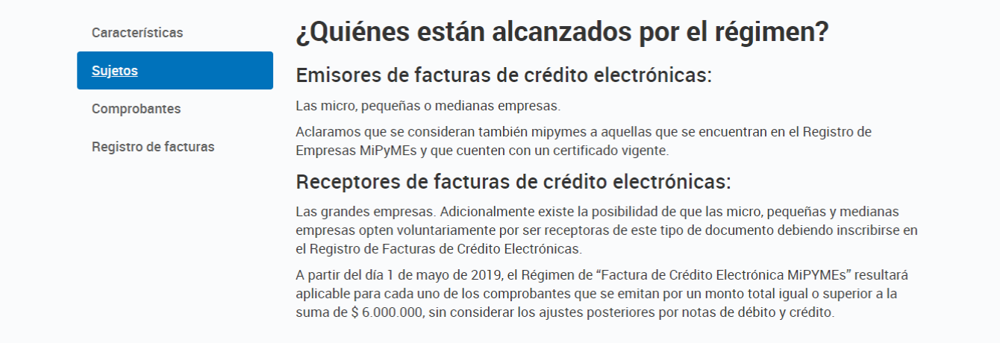 Características
Sujetos
Comprobantes
Registro de facturas
¿Quiénes están alcanzados por el régimen?
Emisores de facturas de crédito electrónicas:
Las micro, pequeñas o medianas empresas.
Aclaramos que se consideran también mipymes a aquellas que se encuentran en el Registro de
Empresas MiPyMEs y que cuenten con un certificado vigente.
Receptores de facturas de crédito electrónicas:
Las grandes empresas. Adicionalmente existe la posibilidad de que las micro, pequeñas y medianas
empresas opten voluntariamente por ser receptoras de este tipo de documento debiendo inscribirse en
el Registro de Facturas de Crédito Electrónicas.
A partir del día 1 de mayo de 2019, el Régimen de “Factura de Crédito Electrónica MiPYMEs” resultará
aplicable para cada uno de los comprobantes que se emitan por un monto total igual o superior a la
suma de $ 6.000.000, sin considerar los ajustes posteriores por notas de débito y crédito.